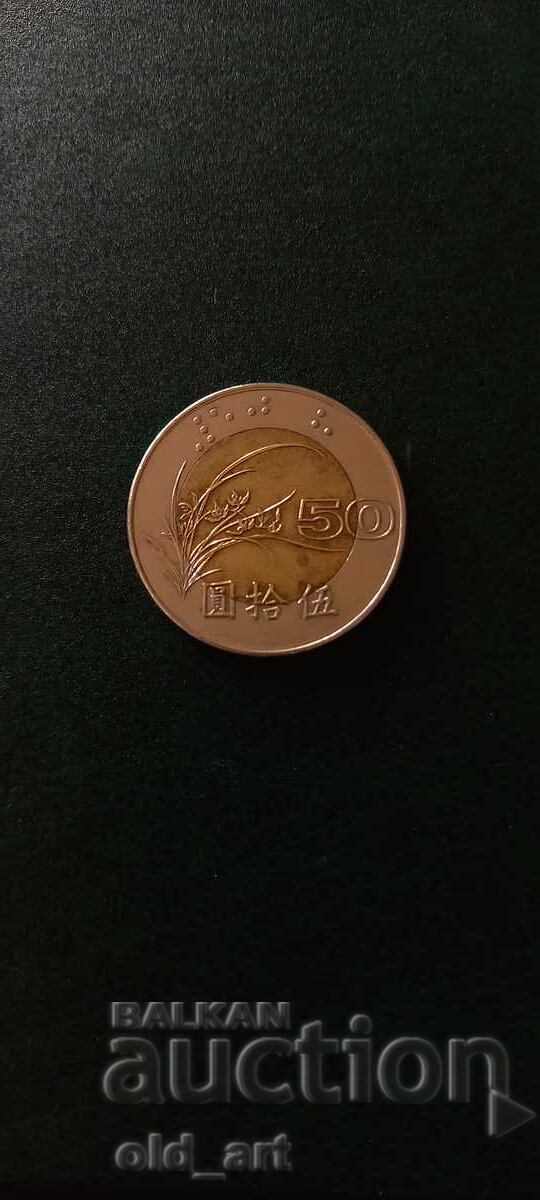 50
圓拾伍
BALKAN
auction
old_art